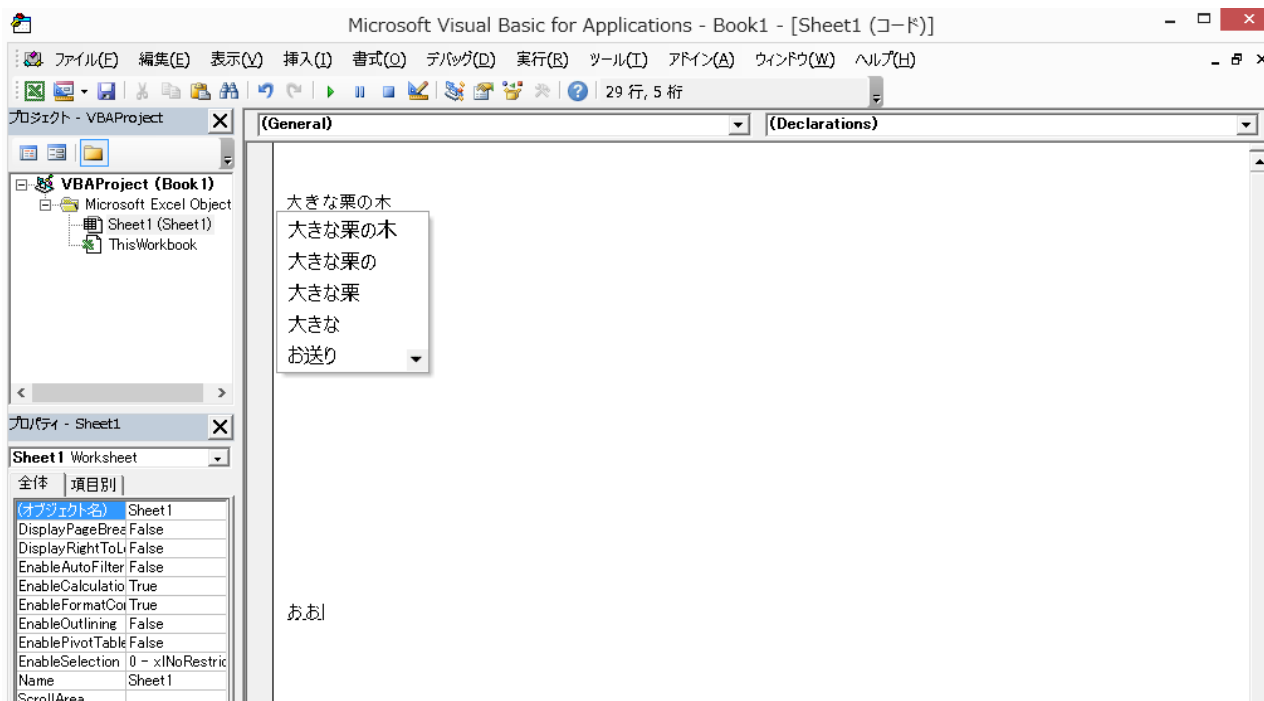 Microsoft Visual Basic for Applications - Book1 - [Sheet1 (コード)]
ファイル(F) 編集(E) 表示(V) 挿入(I) 書式(O) デバッグ(D) 実行(R) ツール(T) アドイン(A) ウィンドウ(W) ヘルプ(H)
29 行, 5 桁
プロジェクト - VBAProject
VBAProject (Book1)
Microsoft Excel Object
Sheet1 (Sheet1)
ThisWorkbook
プロパティ - Sheet1
Sheet1 Worksheet
全体 項目別
(オブジェクト名) Sheet1
DisplayPageBrea False
DisplayRightToL False
EnableAutoFilter False
EnableCalculatio True
EnableFormatCo True
EnableOutlining False
EnablePivotTable False
EnableSelection 0 - xlNoRestric
Name Sheet1
ScrollArea
(General) (Declarations)
大きな栗の木
大きな栗の木
大きな栗の
大きな栗
大きな
お送り
おお